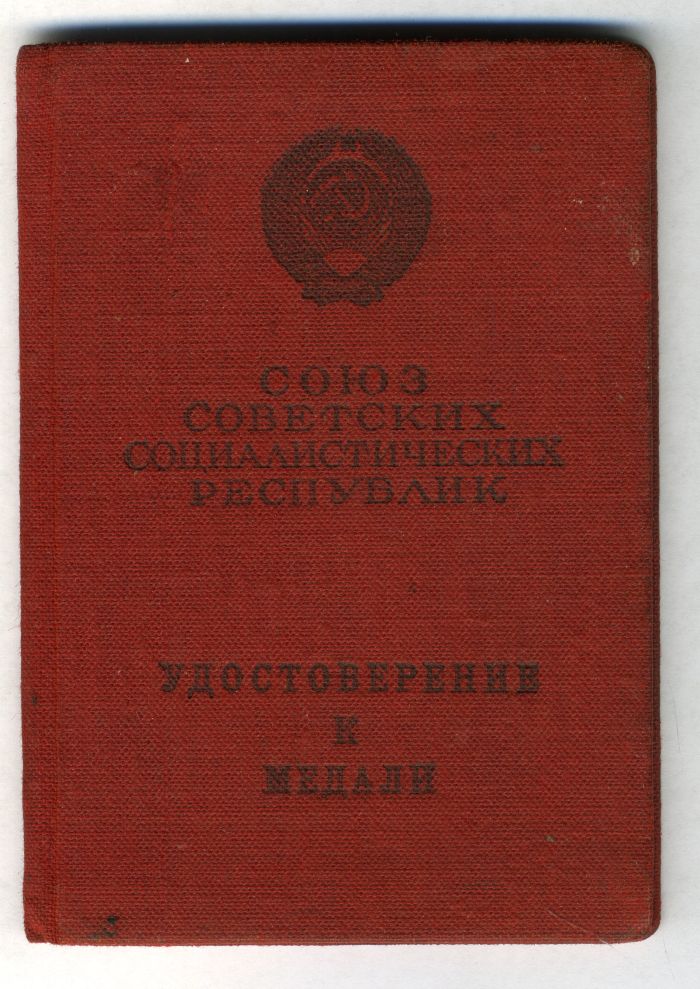 СОЮЗ
СОВЕТСКИХ
СОЦИАЛИСТИЧЕСКИХ
РЕСПУБЛИК
УДОСТОВЕРЕНИЕ
К
МЕДАЛИ